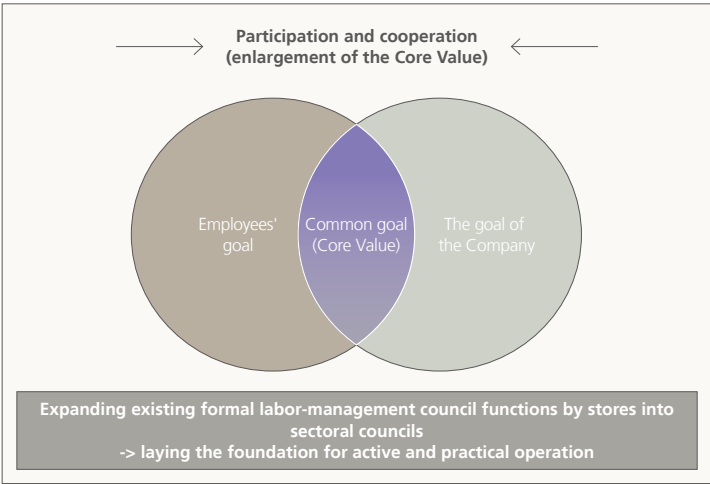 Participation and cooperation
(enlargement of the Core Value)
Employees'
goal
Common goal
(Core Value)
The goal of
the Company
Expanding existing formal labor-management council functions by stores into
sectoral councils
-> laying the foundation for active and practical operation